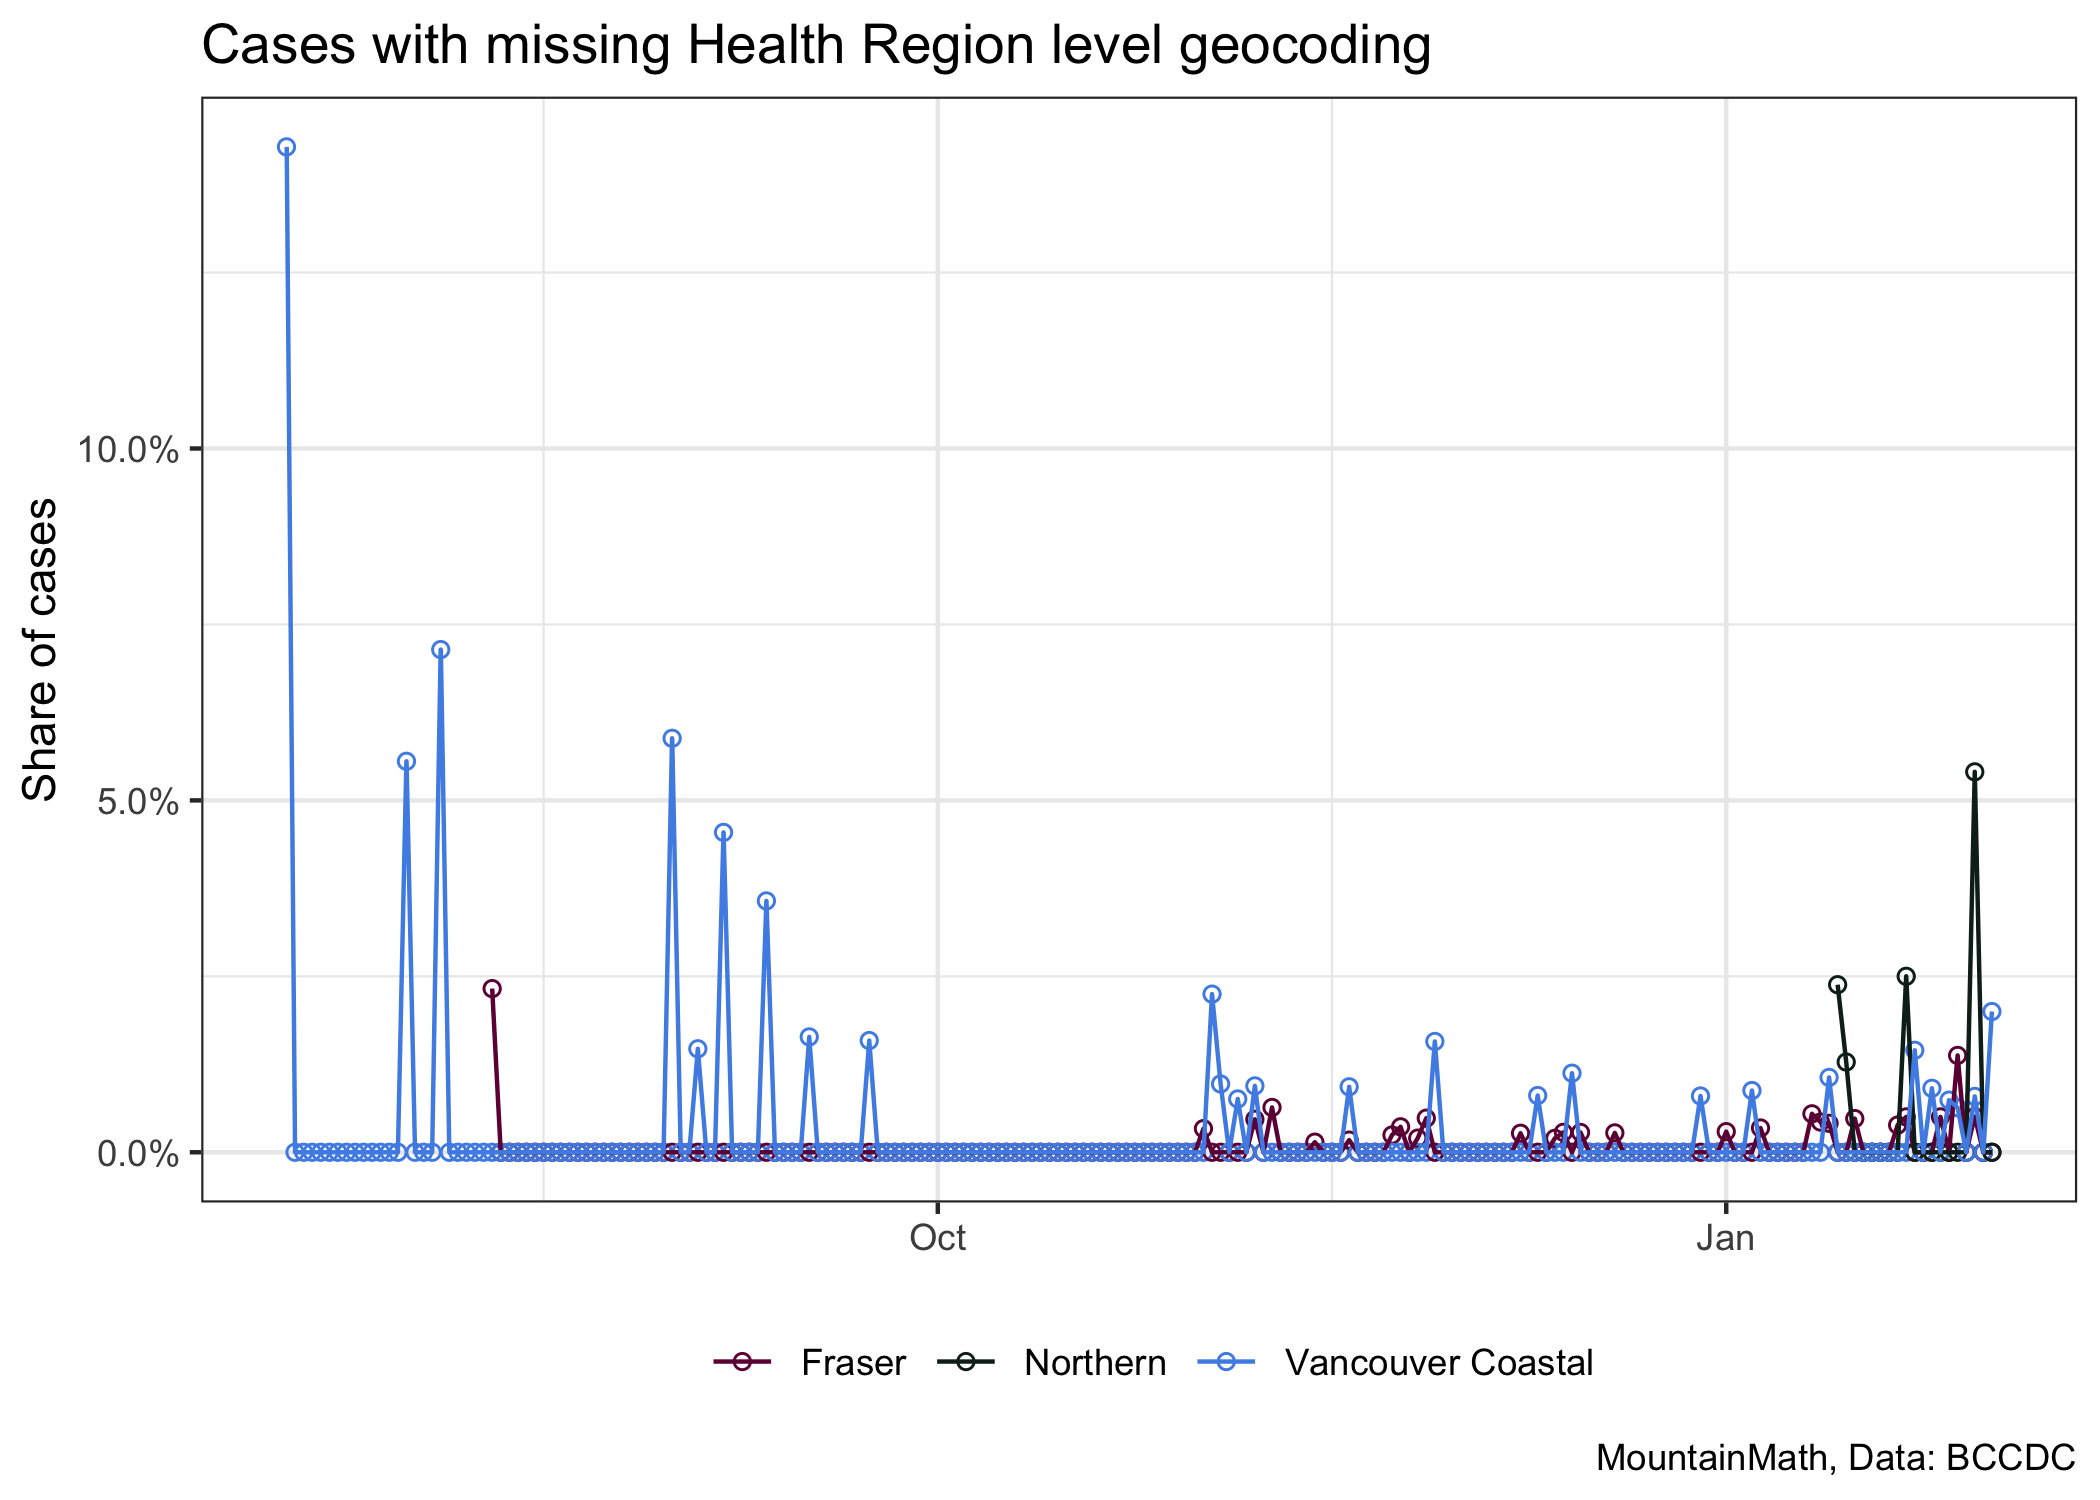 Cases with missing Health Region level geocoding
Share of cases
10.0%
5.0%
0.0%
Oct
Jan
Fraser
Northern
Vancouver Coastal
MountainMath, Data: BCCDC